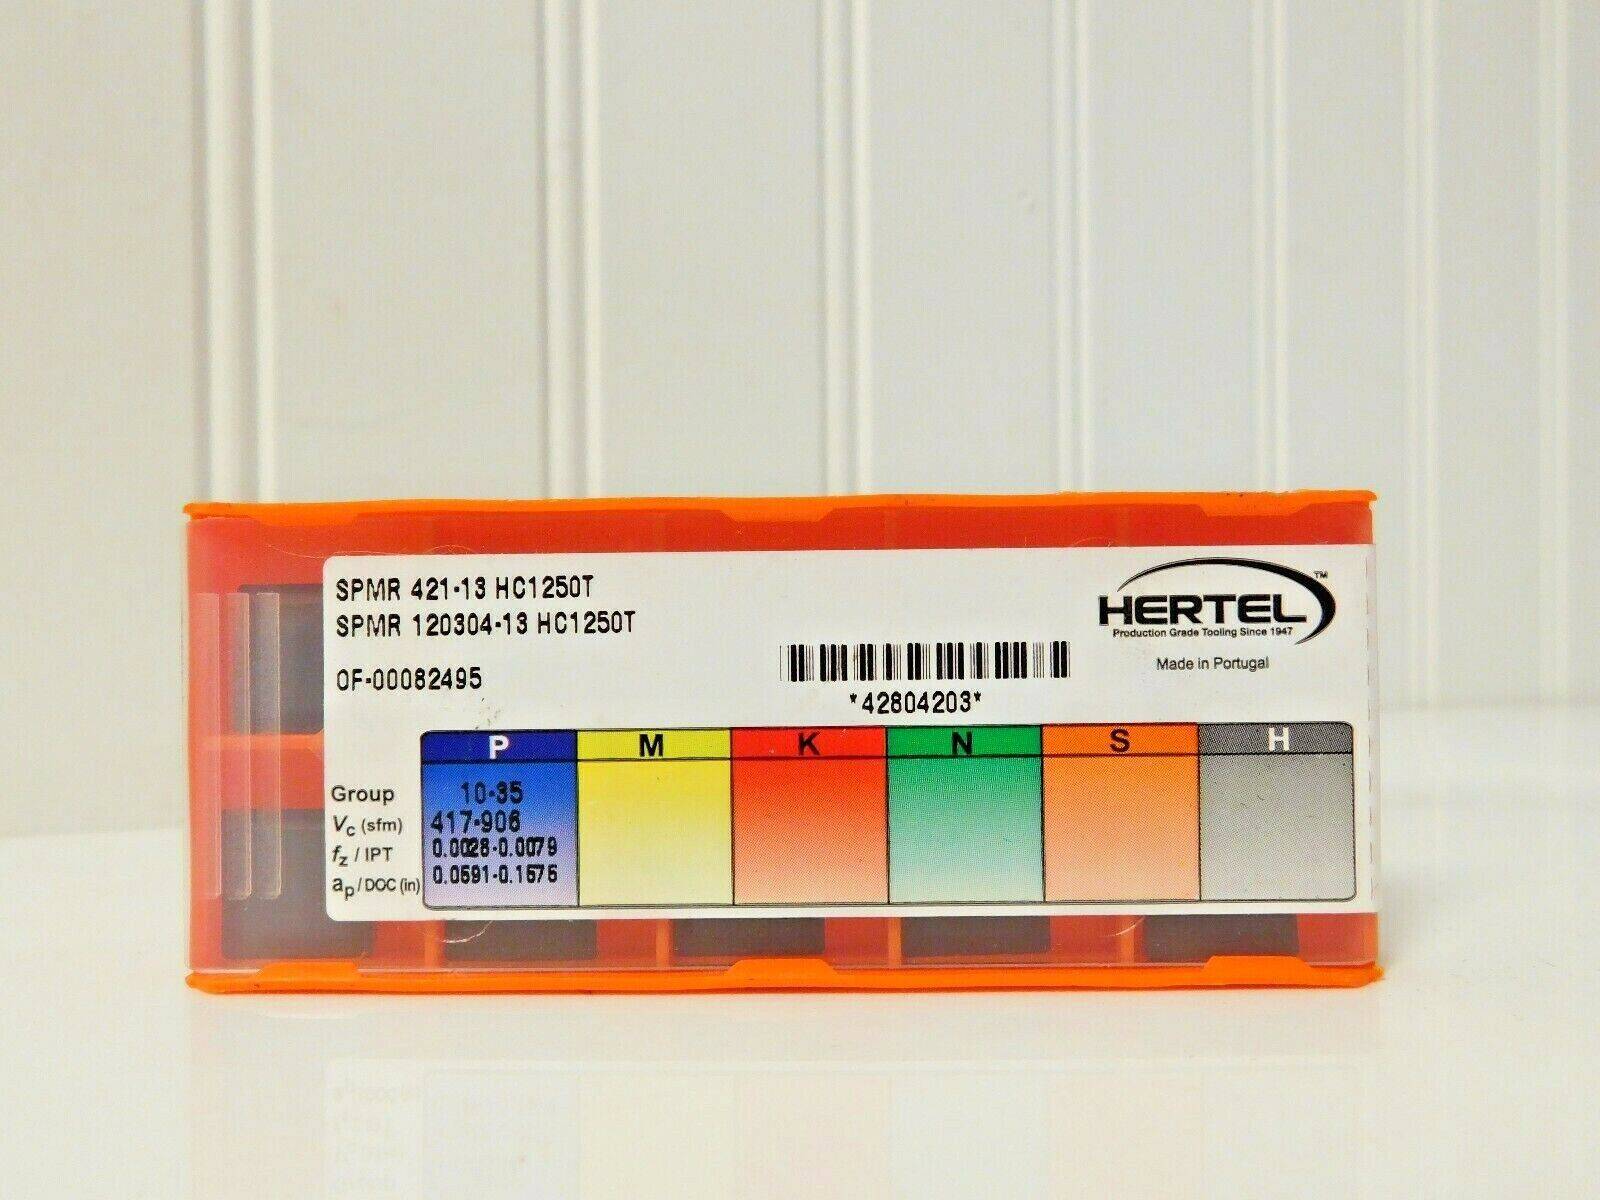 SPMR 421-13 HC1250T
SPMR 120304-13 HC1250T
OF-00082495
*42804203*
HERTEL™
Production Grade Tooling Since 1947
Made in Portugal
P M K N S H
Group 10-35
Vc (sfm) 417-906
fz / IPT 0.0028-0.0079
ap / DOC (in) 0.0591-0.1575